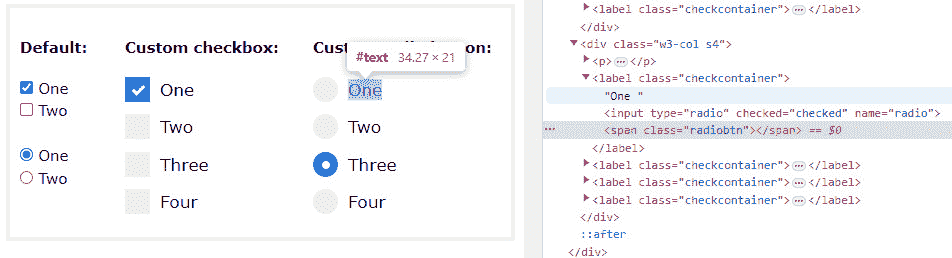 Default:
Custom checkbox:
#text 34.27 × 21
One
Two
One
Two
One
Two
Three
Four
One
Two
Three
Four
▶<label class="checkcontainer">⋯</label>
</div>
▼<div class="w3-col s4">
▶<p>⋯</p>
▼<label class="checkcontainer">
"One "
<input type="radio" checked="checked" name="radio">
⋯ <span class="radiobtn"></span> == $0
</label>
▶<label class="checkcontainer">⋯</label>
▶<label class="checkcontainer">⋯</label>
▶<label class="checkcontainer">⋯</label>
</div>
::after
</div>